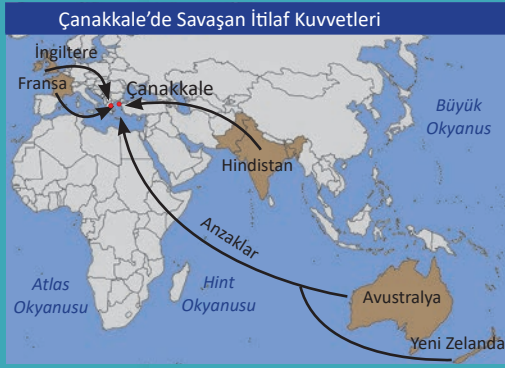 Çanakkale’de Savaşan İtilaf Kuvvetleri
İngiltere
Fransa
Çanakkale
Büyük
Okyanus
Hindistan
Anzaklar
Atlas
Okyanusu
Hint
Okyanusu
Avustralya
Yeni Zelanda